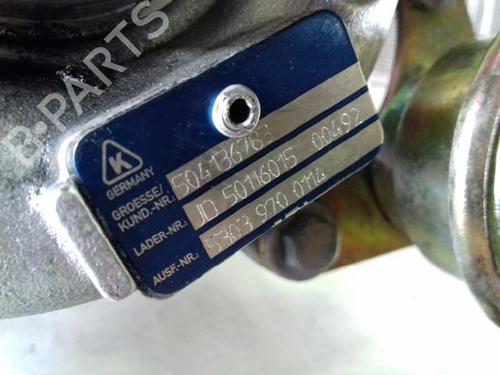 B-PARTS
K
GERMANY
GROESSE/
KUND.-NR.: 504136783
LADER-NR.: JD 50116015 00492
AUSF.-NR.: 5303 970 0114